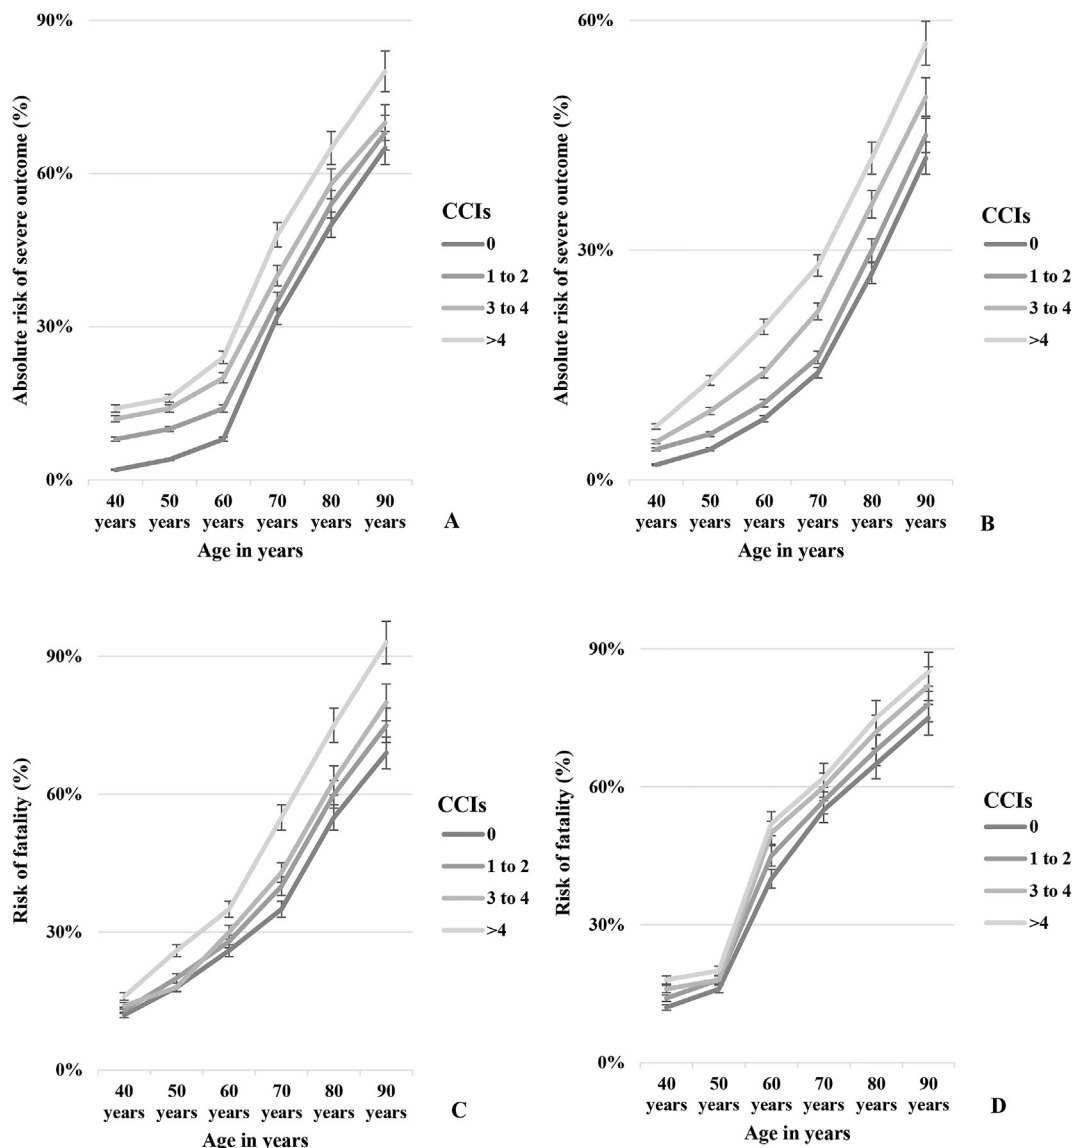 90%
60%
30%
0%
Absolute risk of severe outcome (%)
40 50 60 70 80 90
years years years years years years
Age in years
CCIs
0
1 to 2
3 to 4
>4
A
60%
30%
0%
Absolute risk of severe outcome (%)
40 50 60 70 80 90
years years years years years years
Age in years
CCIs
0
1 to 2
3 to 4
>4
B
90%
60%
30%
0%
Risk of fatality (%)
40 50 60 70 80 90
years years years years years years
Age in years
CCIs
0
1 to 2
3 to 4
>4
C
90%
60%
30%
0%
Risk of fatality (%)
40 50 60 70 80 90
years years years years years years
Age in years
CCIs
0
1 to 2
3 to 4
>4
D